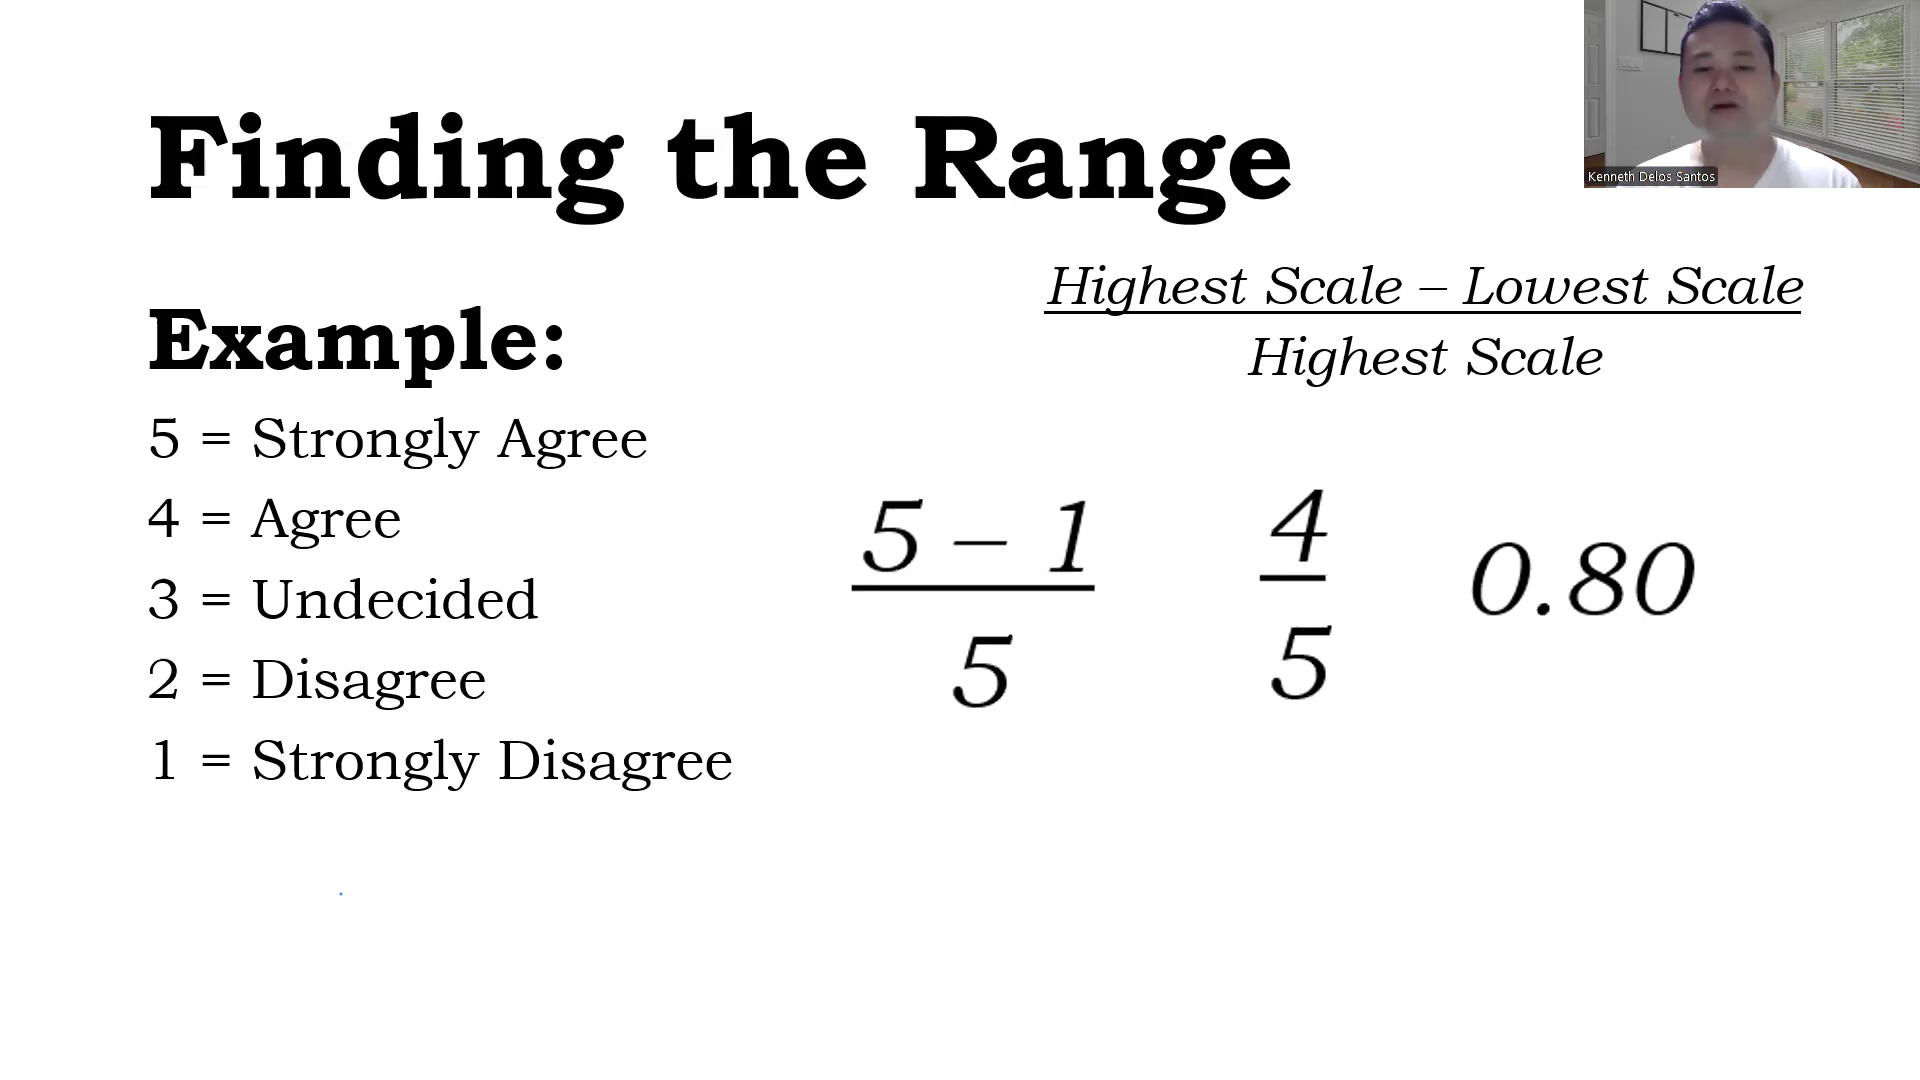 Finding the Range
Kenneth Delos Santos
Highest Scale – Lowest Scale
Highest Scale
Example:
5 = Strongly Agree
4 = Agree
3 = Undecided
2 = Disagree
1 = Strongly Disagree
5 – 1
5
4
5
0.80